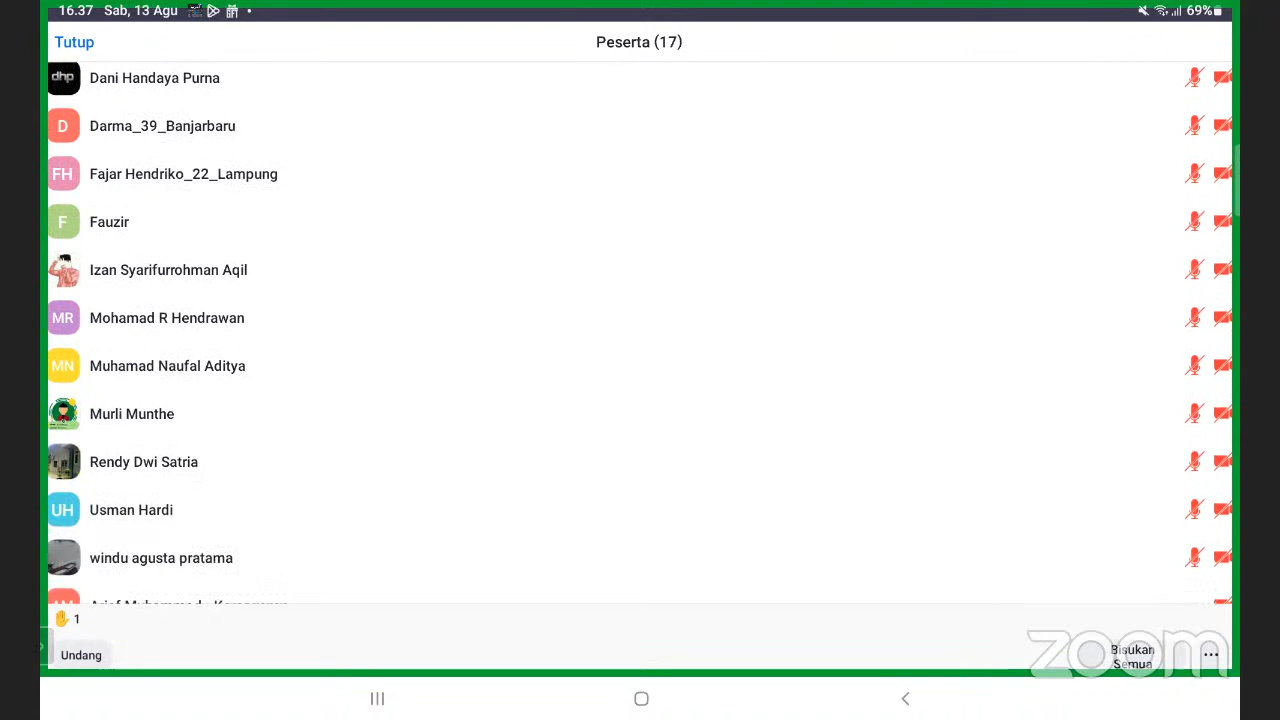 16.37 Sab, 13 Agu
69%
Tutup
Peserta (17)
dhp Dani Handaya Purna
D Darma_39_Banjarbaru
FH Fajar Hendriko_22_Lampung
F Fauzir
Izan Syarifurrohman Aqil
MR Mohamad R Hendrawan
MN Muhamad Naufal Aditya
Murli Munthe
Rendy Dwi Satria
UH Usman Hardi
windu agusta pratama
1
Undang
Bisukan
Semua
zoom